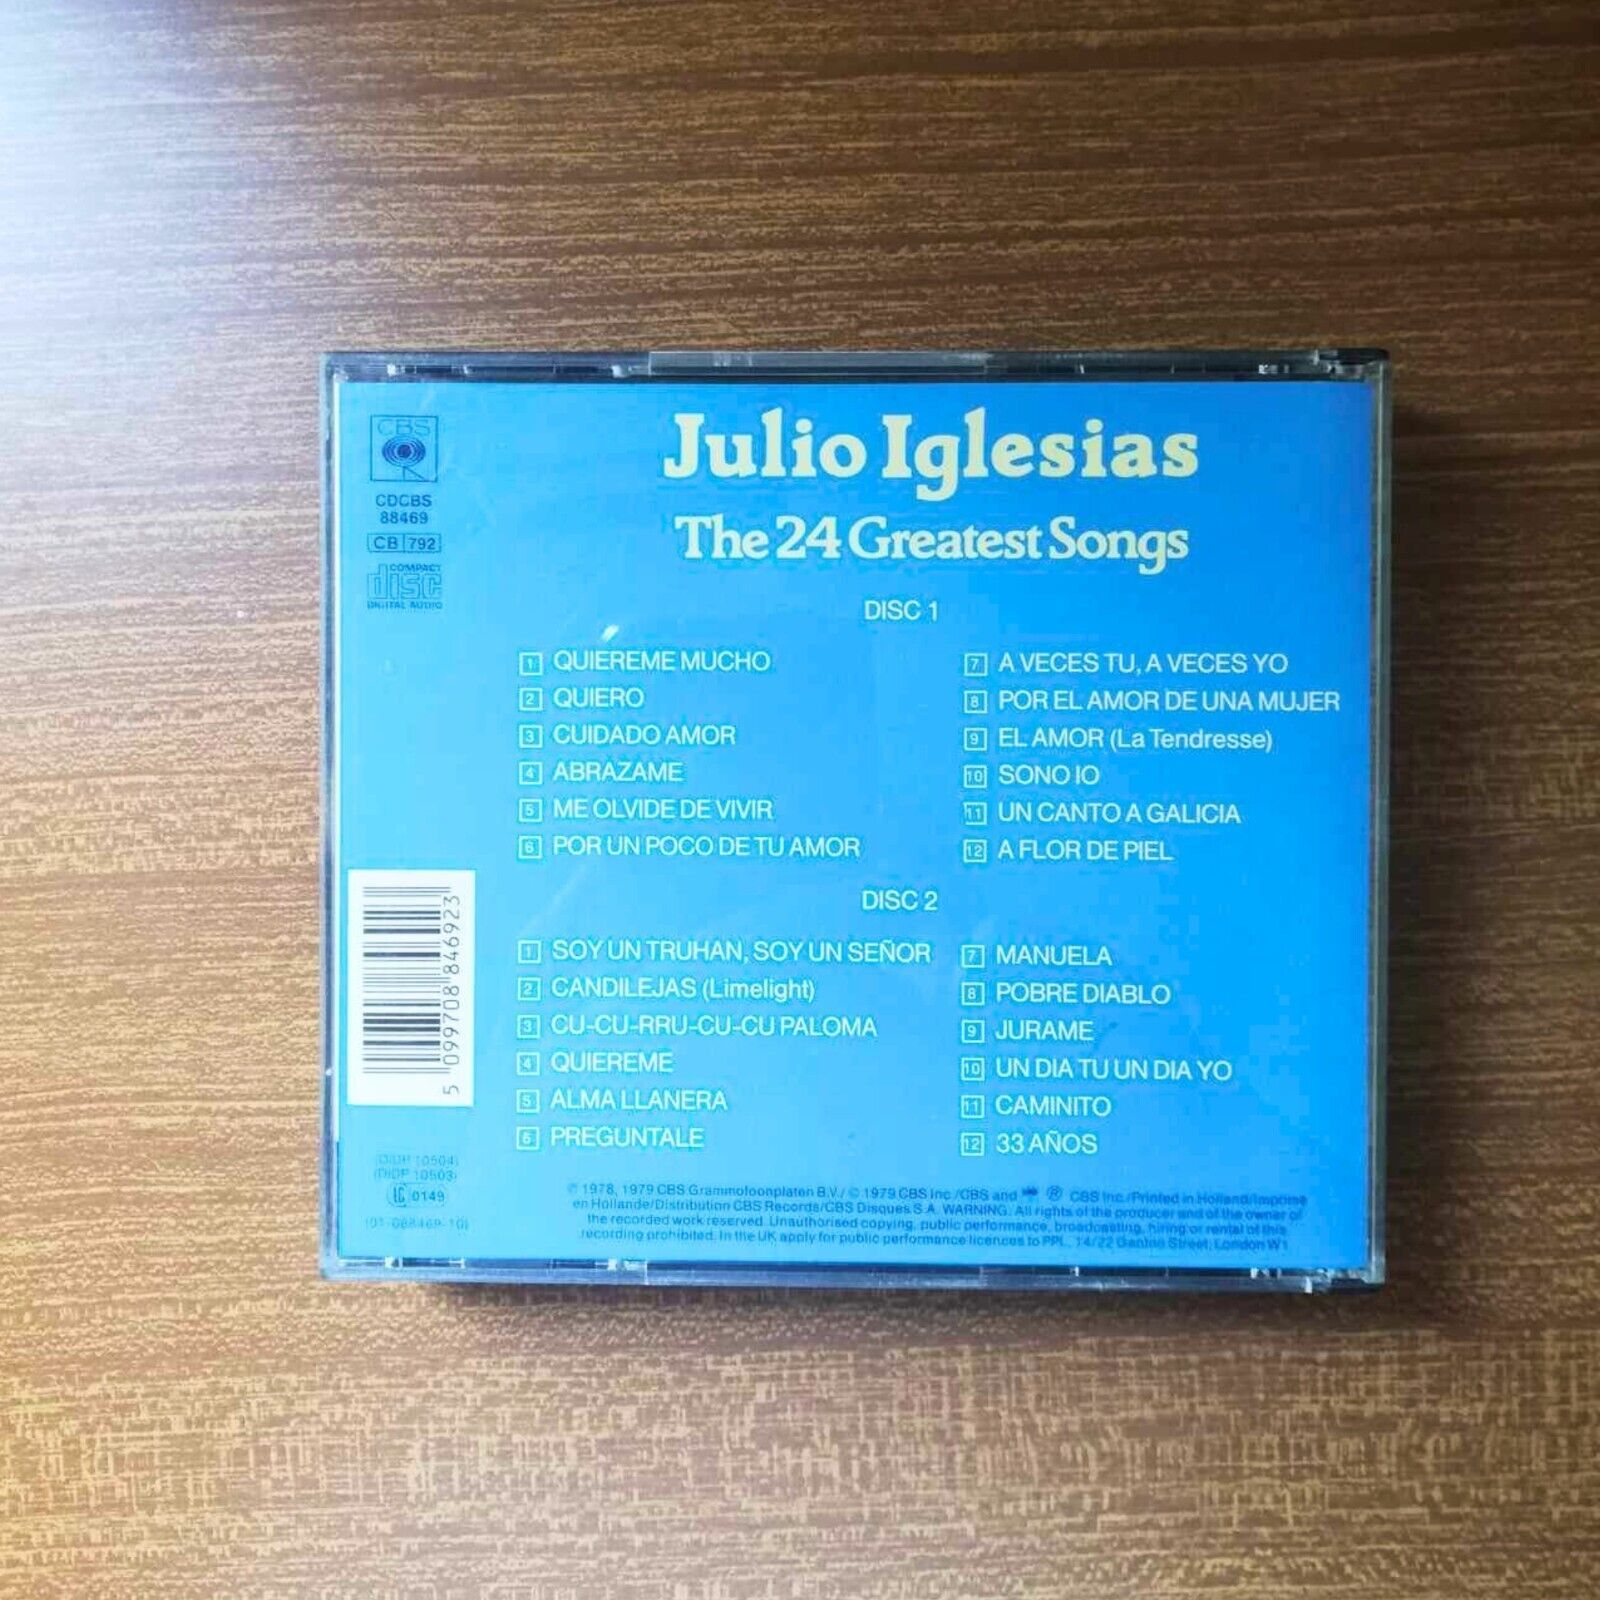 CBS
CDCBS
88469
CB 792
COMPACT
disc
DIGITAL AUDIO
Julio Iglesias
The 24 Greatest Songs
DISC 1
1 QUIEREME MUCHO
2 QUIERO
3 CUIDADO AMOR
4 ABRAZAME
5 ME OLVIDE DE VIVIR
6 POR UN POCO DE TU AMOR
7 A VECES TU, A VECES YO
8 POR EL AMOR DE UNA MUJER
9 EL AMOR (La Tendresse)
10 SONO IO
11 UN CANTO A GALICIA
12 A FLOR DE PIEL
DISC 2
1 SOY UN TRUHAN, SOY UN SEÑOR
2 CANDILEJAS (Limelight)
3 CU-CU-RRU-CU-CU PALOMA
4 QUIEREME
5 ALMA LLANERA
6 PREGUNTALE
7 MANUELA
8 POBRE DIABLO
9 JURAME
10 UN DIA TU UN DIA YO
11 CAMINITO
12 33 AÑOS
5 099708 846923
(DIDP 10504)
(DIDP 10503)
LC 0149
(01-088469-10)
℗ 1978, 1979 CBS Grammofoonplaten B.V./ © 1979 CBS Inc./CBS and ® CBS Inc./Printed in Holland/Imprimé
en Hollande/Distribution CBS Records/CBS Disques S.A. WARNING: All rights of the producer and of the owner of
the recorded work reserved. Unauthorised copying, public performance, broadcasting, hiring or rental of this
recording prohibited. In the UK apply for public performance licences to PPL, 14/22 Ganton Street, London W1